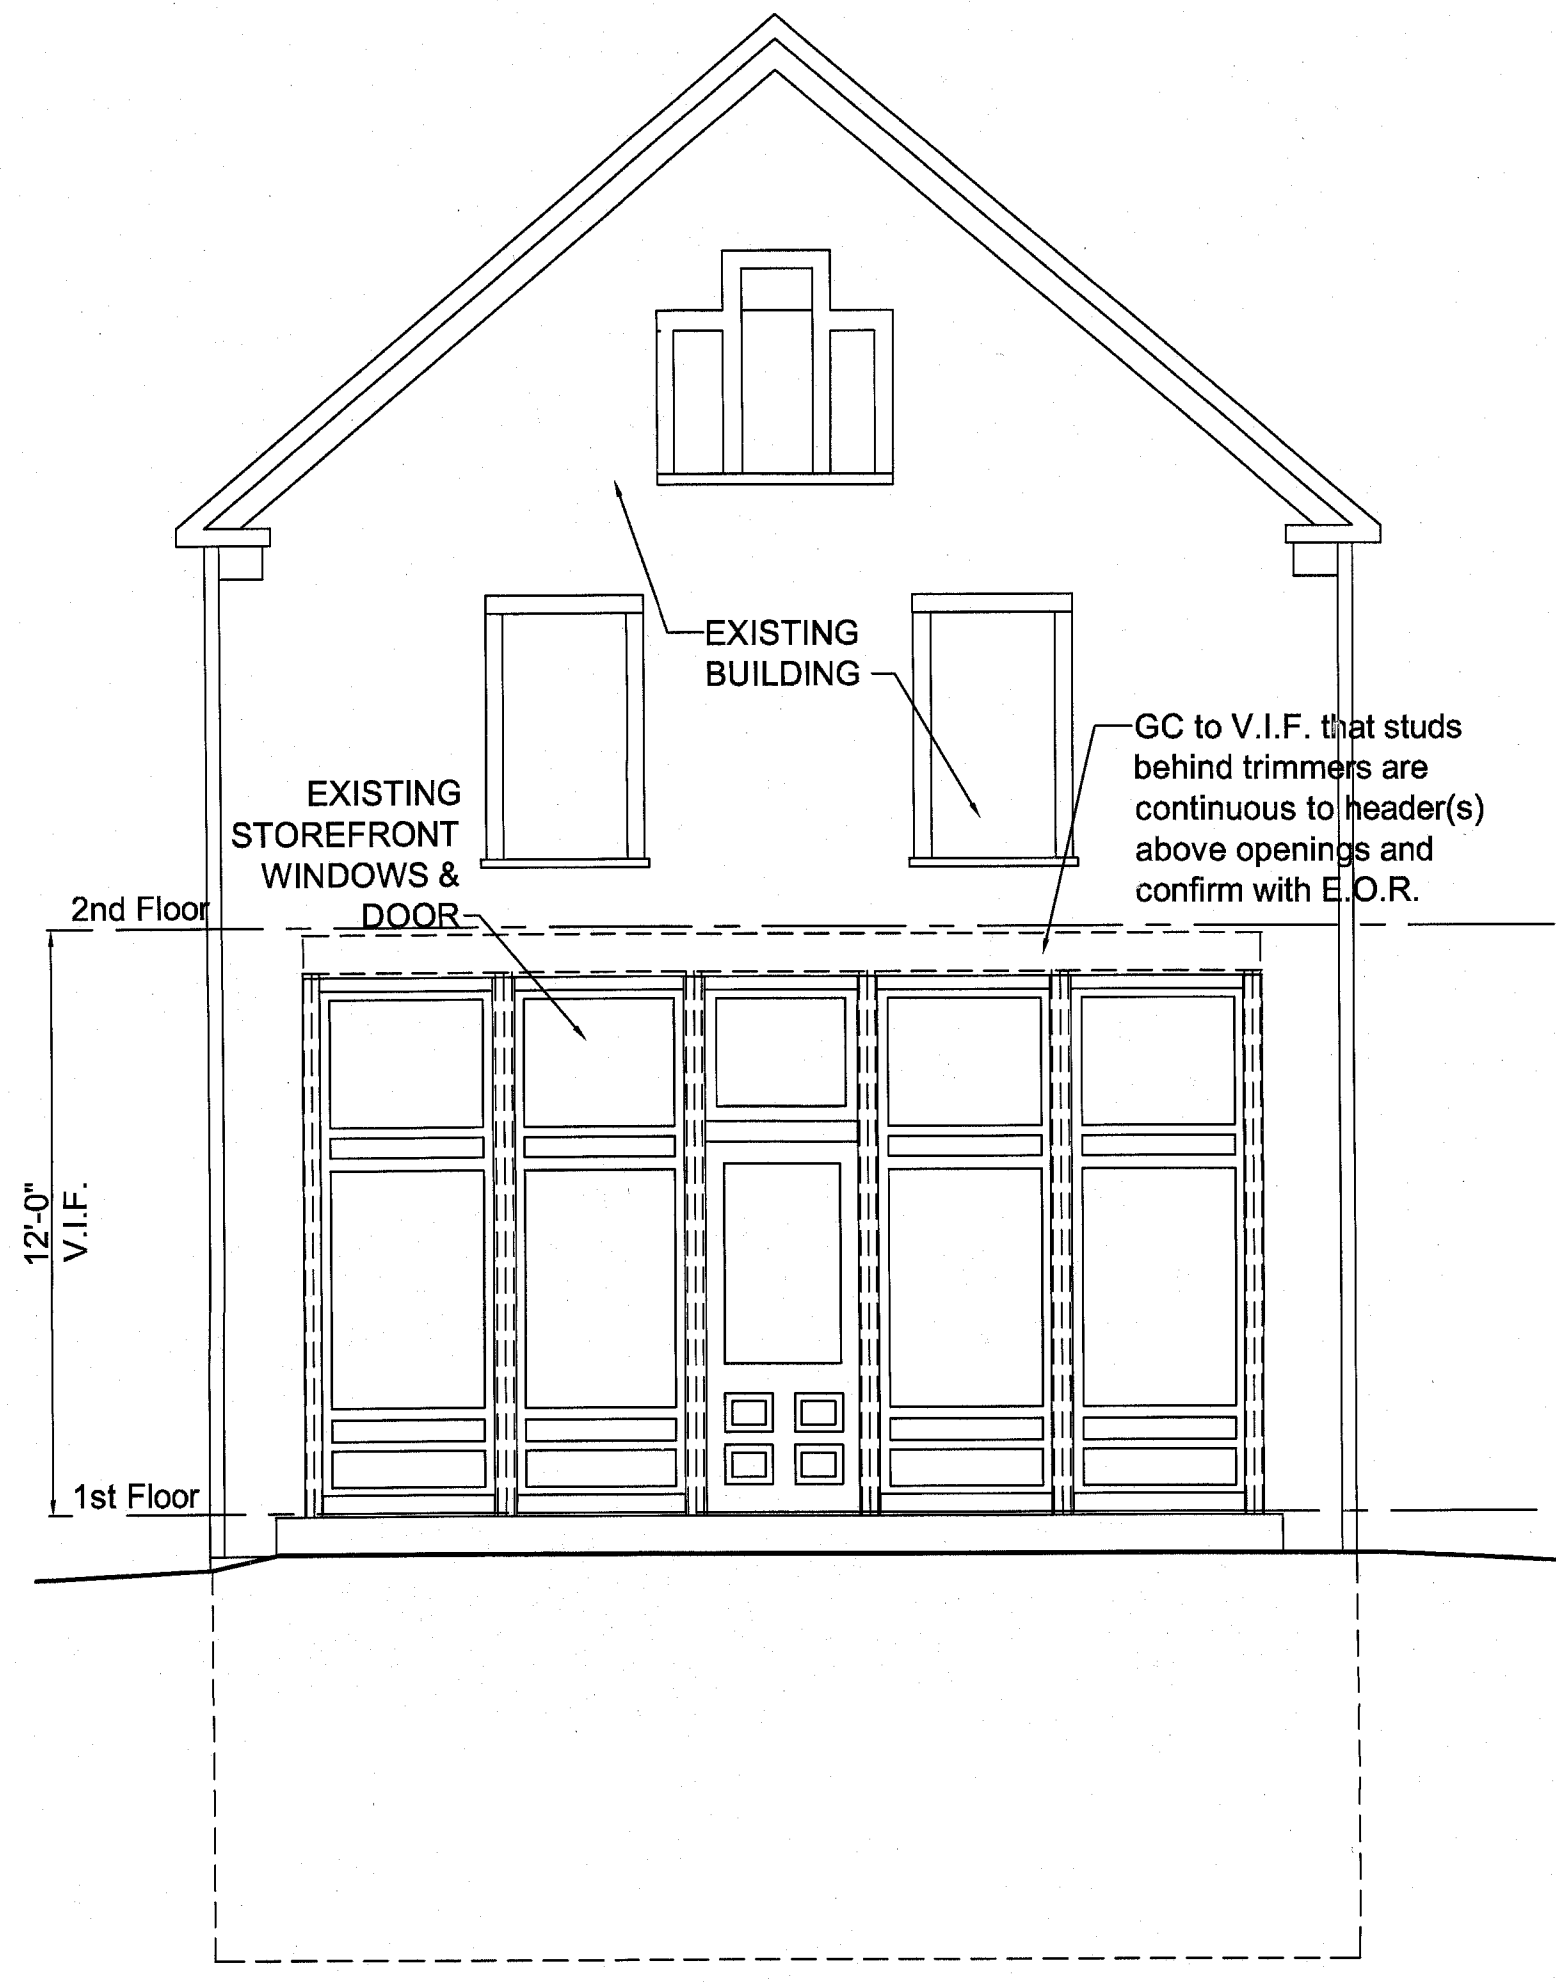 EXISTING
BUILDING
GC to V.I.F. that studs
behind trimmers are
continuous to header(s)
above openings and
confirm with E.O.R.
EXISTING
STOREFRONT
WINDOWS &
DOOR
2nd Floor
12'-0"
V.I.F.
1st Floor